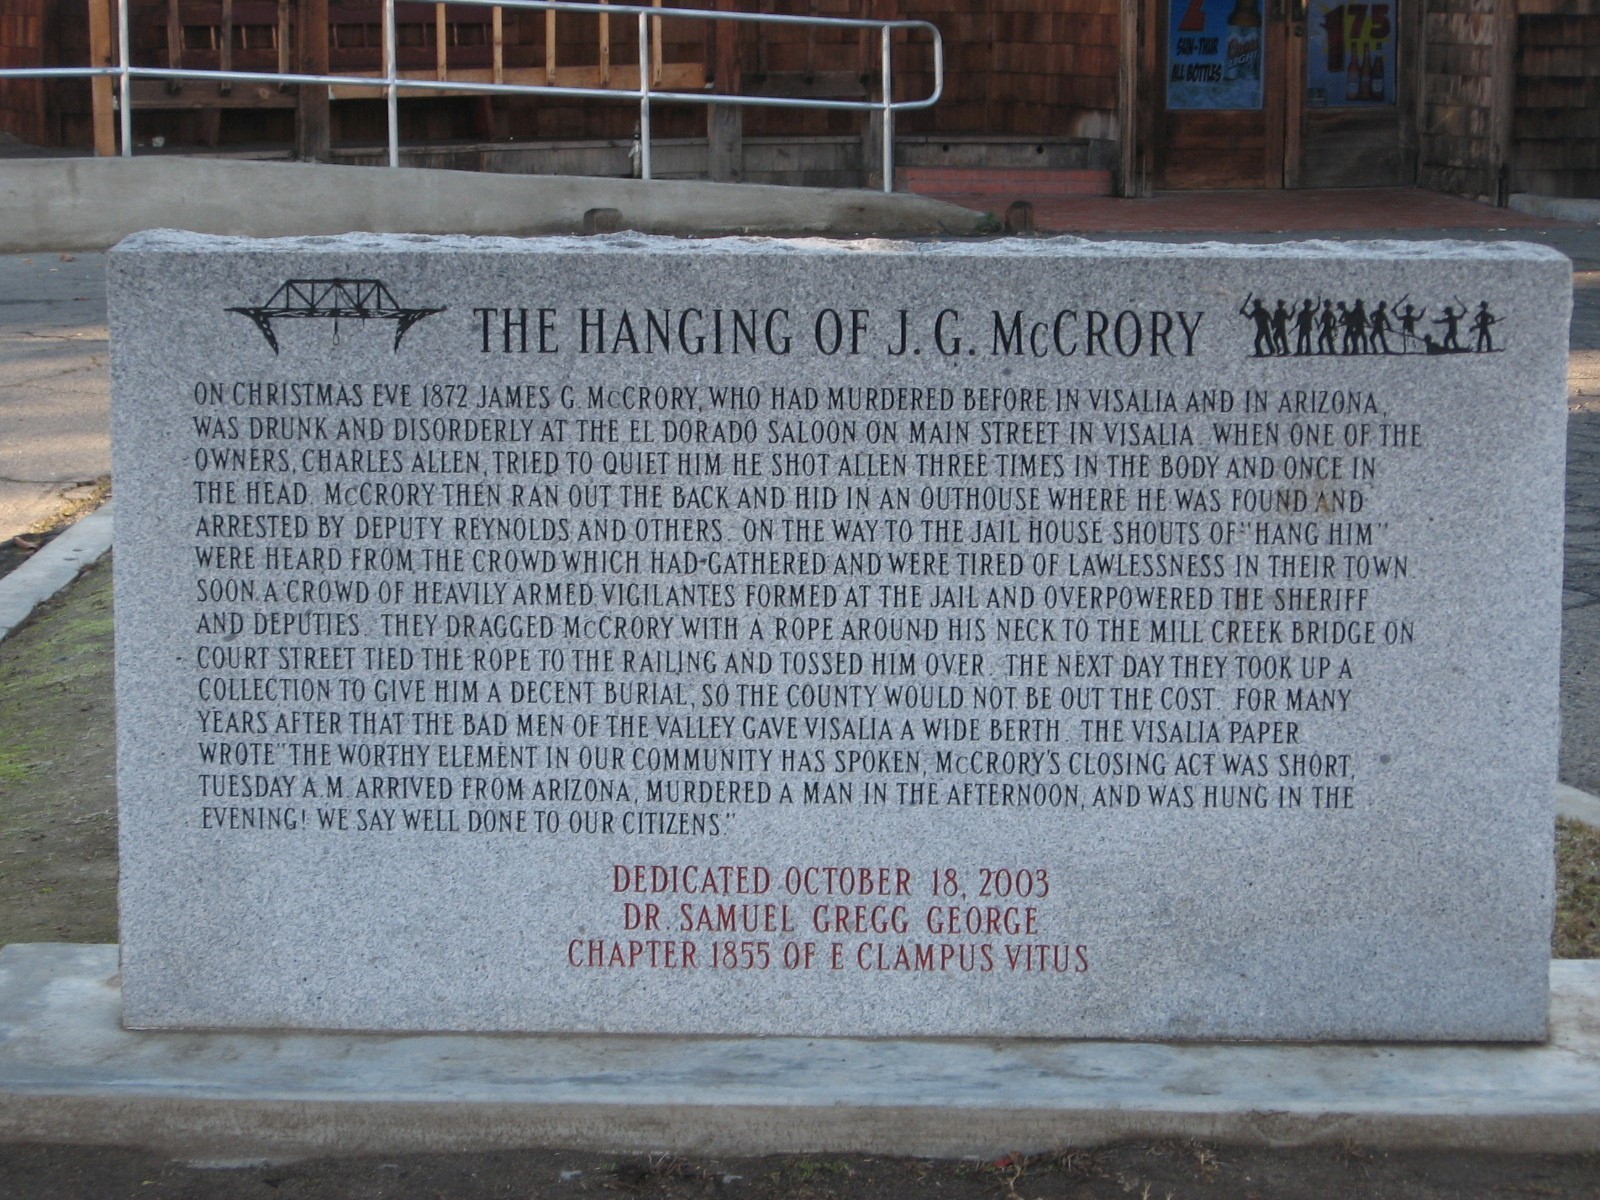 2
SUN-THUR
ALL BOTTLES
LIGHT
175
THE HANGING OF J. G. McCRORY
ON CHRISTMAS EVE 1872 JAMES G. McCRORY, WHO HAD MURDERED BEFORE IN VISALIA AND IN ARIZONA,
WAS DRUNK AND DISORDERLY AT THE EL DORADO SALOON ON MAIN STREET IN VISALIA. WHEN ONE OF THE
OWNERS, CHARLES ALLEN, TRIED TO QUIET HIM HE SHOT ALLEN THREE TIMES IN THE BODY AND ONCE IN
THE HEAD. McCRORY THEN RAN OUT THE BACK AND HID IN AN OUTHOUSE WHERE HE WAS FOUND AND
ARRESTED BY DEPUTY REYNOLDS AND OTHERS. ON THE WAY TO THE JAIL HOUSE SHOUTS OF "HANG HIM"
WERE HEARD FROM THE CROWD WHICH HAD GATHERED AND WERE TIRED OF LAWLESSNESS IN THEIR TOWN.
SOON A CROWD OF HEAVILY ARMED VIGILANTES FORMED AT THE JAIL AND OVERPOWERED THE SHERIFF
AND DEPUTIES. THEY DRAGGED McCRORY WITH A ROPE AROUND HIS NECK TO THE MILL CREEK BRIDGE ON
COURT STREET TIED THE ROPE TO THE RAILING AND TOSSED HIM OVER. THE NEXT DAY THEY TOOK UP A
COLLECTION TO GIVE HIM A DECENT BURIAL, SO THE COUNTY WOULD NOT BE OUT THE COST. FOR MANY
YEARS AFTER THAT THE BAD MEN OF THE VALLEY GAVE VISALIA A WIDE BERTH. THE VISALIA PAPER
WROTE "THE WORTHY ELEMENT IN OUR COMMUNITY HAS SPOKEN, McCRORY'S CLOSING ACT WAS SHORT,
TUESDAY A.M. ARRIVED FROM ARIZONA, MURDERED A MAN IN THE AFTERNOON, AND WAS HUNG IN THE
EVENING! WE SAY WELL DONE TO OUR CITIZENS."
DEDICATED OCTOBER 18, 2003
DR. SAMUEL GREGG GEORGE
CHAPTER 1855 OF E CLAMPUS VITUS